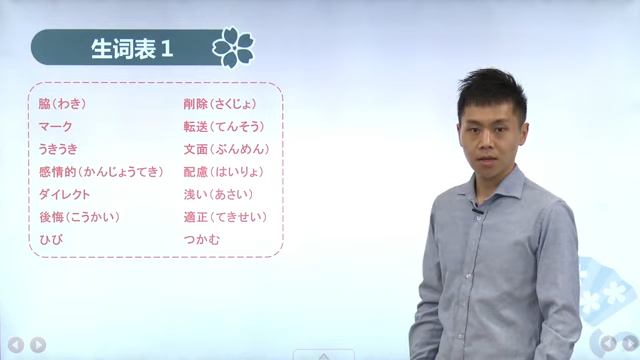 生词表1
脇（わき）
マーク
うきうき
感情的（かんじょうてき）
ダイレクト
後悔（こうかい）
ひび
削除（さくじょ）
転送（てんそう）
文面（ぶんめん）
配慮（はいりょ）
浅い（あさい）
適正（てきせい）
つかむ